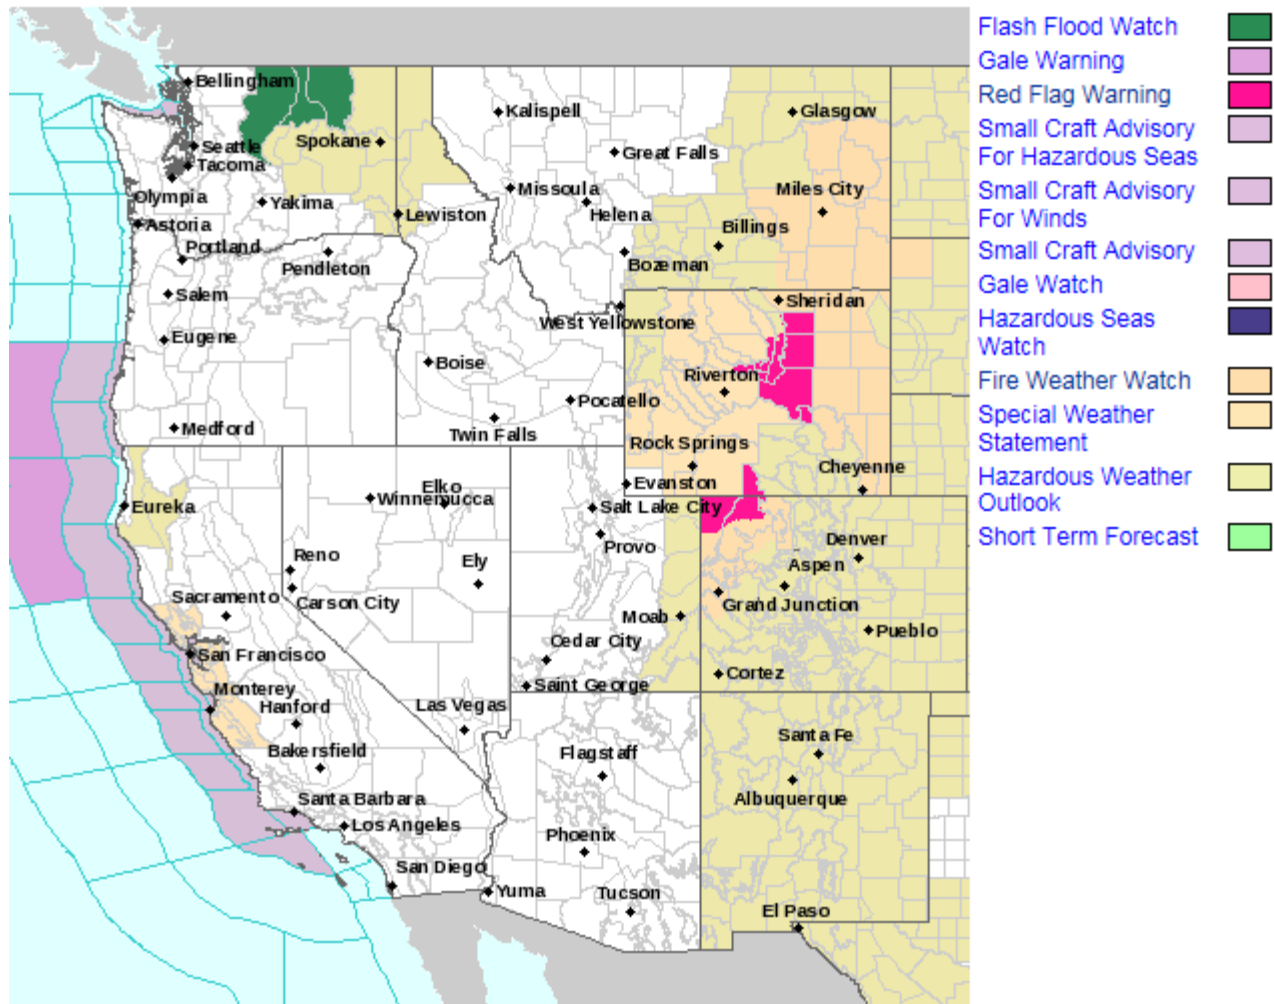 Flash Flood Watch
Gale Warning
Red Flag Warning
Small Craft Advisory
For Hazardous Seas
Small Craft Advisory
For Winds
Small Craft Advisory
Gale Watch
Hazardous Seas
Watch
Fire Weather Watch
Special Weather
Statement
Hazardous Weather
Outlook
Short Term Forecast
Bellingham
Seattle
Tacoma
Olympia
Astoria
Spokane
Yakima
Lewiston
Portland
Pendleton
Salem
Eugene
Medford
Kalispell
Great Falls
Missoula
Helena
Glasgow
Miles City
Billings
Bozeman
West Yellowstone
Sheridan
Boise
Pocatello
Twin Falls
Riverton
Rock Springs
Evanston
Cheyenne
Eureka
Elko
Winnemucca
Salt Lake City
Provo
Reno
Carson City
Ely
Sacramento
San Francisco
Monterey
Hanford
Bakersfield
Santa Barbara
Los Angeles
San Diego
Las Vegas
Cedar City
Saint George
Moab
Denver
Aspen
Grand Junction
Pueblo
Cortez
Flagstaff
Phoenix
Yuma
Tucson
Santa Fe
Albuquerque
El Paso